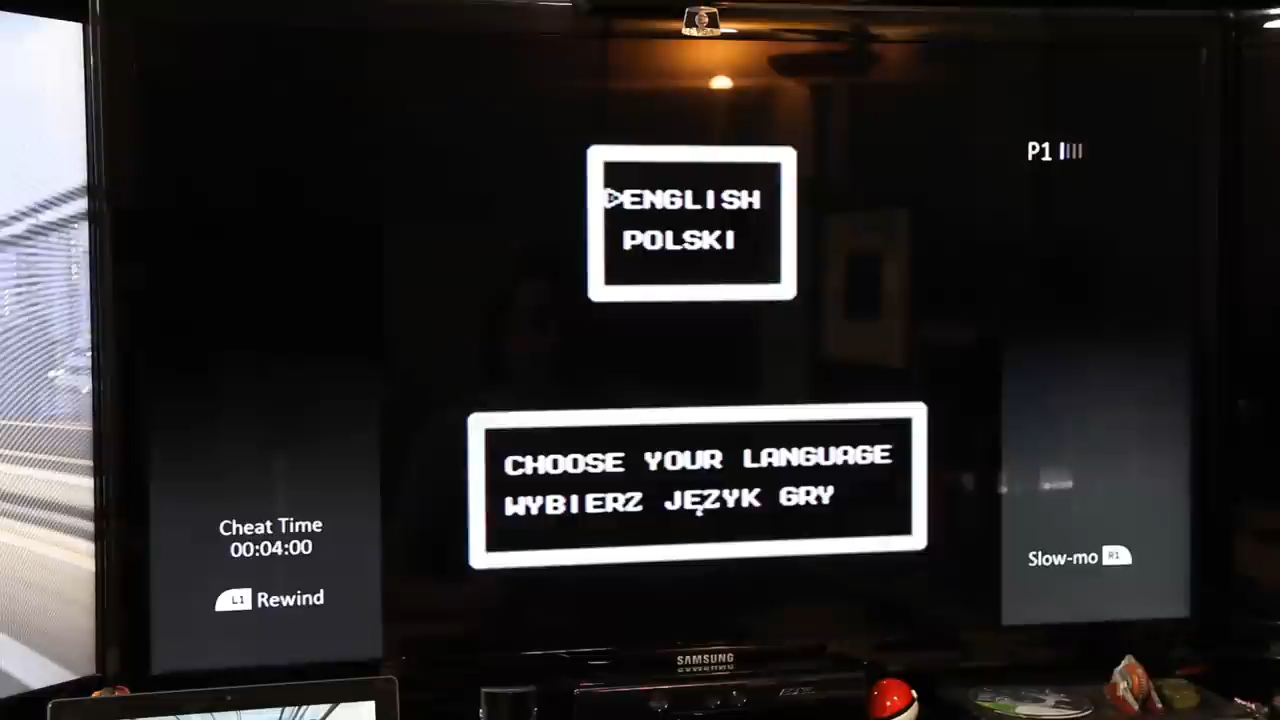 P1
ENGLISH
POLSKI
CHOOSE YOUR LANGUAGE
WYBIERZ JĘZYK GRY
Cheat Time
00:04:00
L1 Rewind
Slow-mo R1
SAMSUNG